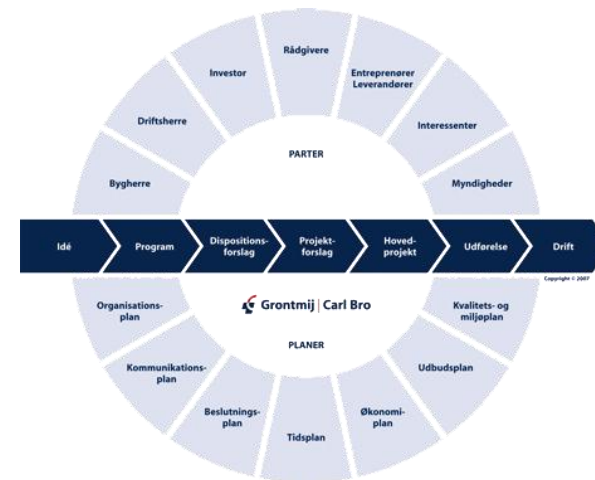 Rådgivere
Investor
Entreprenører
Leverandører
Driftsherre
Interessenter
PARTER
Bygherre
Myndigheder
Idé
Program
Dispositions-
forslag
Projekt-
forslag
Hoved-
projekt
Udførelse
Drift
Copyright © 2007
Organisations-
plan
Grontmij | Carl Bro
Kvalitets- og
miljøplan
PLANER
Kommunikations-
plan
Udbudsplan
Beslutnings-
plan
Økonomi-
plan
Tidsplan